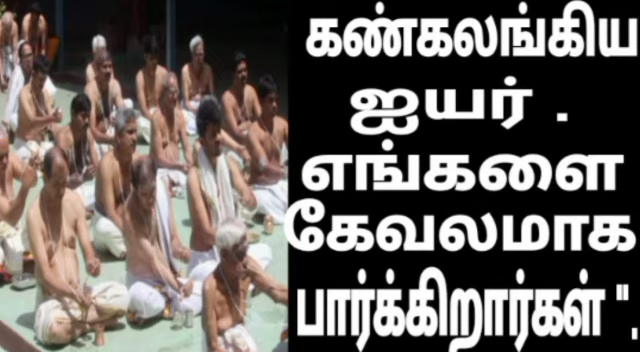 கண்கலங்கிய
ஐயர் .
எங்களை
கேவலமாக
பார்க்கிறார்கள் ".